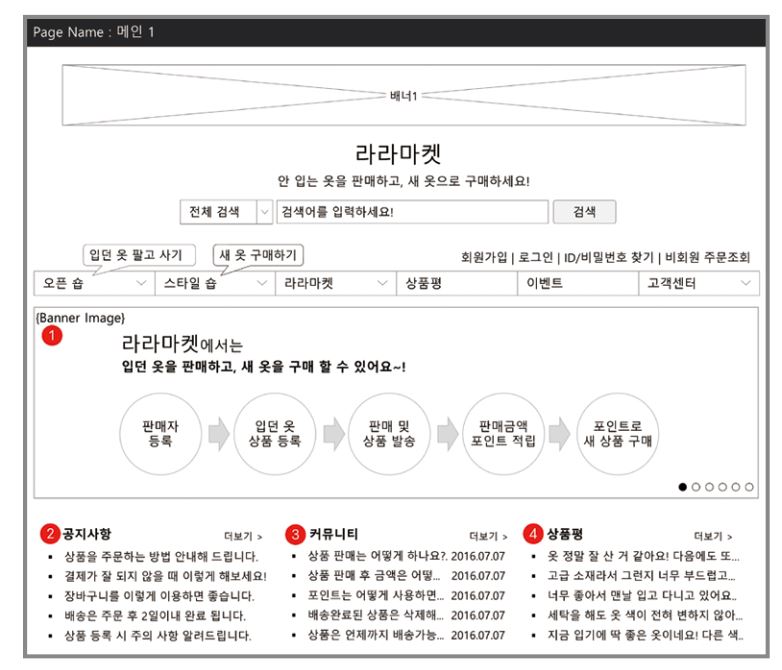 Page Name : 메인 1
배너1
라라마켓
안 입는 옷을 판매하고, 새 옷으로 구매하세요!
전체 검색 검색어를 입력하세요! 검색
입던 옷 팔고 사기 새 옷 구매하기 회원가입 | 로그인 | ID/비밀번호 찾기 | 비회원 주문조회
오픈 숍 스타일 숍 라라마켓 상품평 이벤트 고객센터
{Banner Image}
1
라라마켓에서는
입던 옷을 판매하고, 새 옷을 구매 할 수 있어요~!
판매자
등록
입던 옷
상품 등록
판매 및
상품 발송
판매금액
포인트 적립
포인트로
새 상품 구매
2 공지사항 더보기 >
상품을 주문하는 방법 안내해 드립니다.
결제가 잘 되지 않을 때 이렇게 해보세요!
장바구니를 이렇게 이용하면 좋습니다.
배송은 주문 후 2일이내 완료 됩니다.
상품 등록 시 주의 사항 알려드립니다.
3 커뮤니티 더보기 >
상품 판매는 어떻게 하나요?. 2016.07.07
상품 판매 후 금액은 어떻... 2016.07.07
포인트는 어떻게 사용하면... 2016.07.07
배송완료된 상품은 삭제해... 2016.07.07
상품은 언제까지 배송가능... 2016.07.07
4 상품평 더보기 >
옷 정말 잘 산 거 같아요! 다음에도 또...
고급 소재라서 그런지 너무 부드럽고...
너무 좋아서 맨날 입고 다니고 있어요..
세탁을 해도 옷 색이 전혀 변하지 않아...
지금 입기에 딱 좋은 옷이네요! 다른 색..